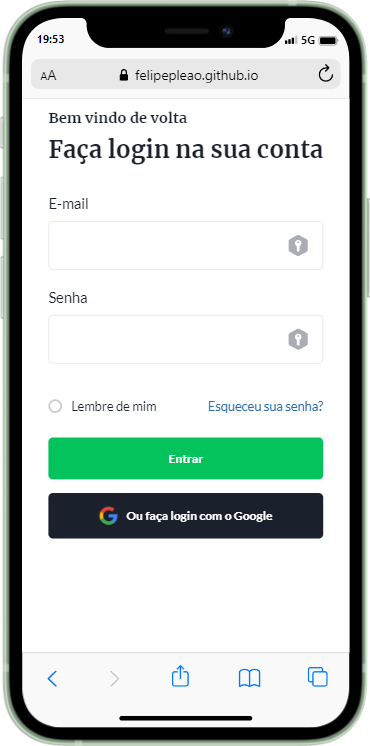 19:53
5G
AA
felipepleao.github.io
Bem vindo de volta
Faça login na sua conta
E-mail
Senha
Lembre de mim
Esqueceu sua senha?
Entrar
Ou faça login com o Google